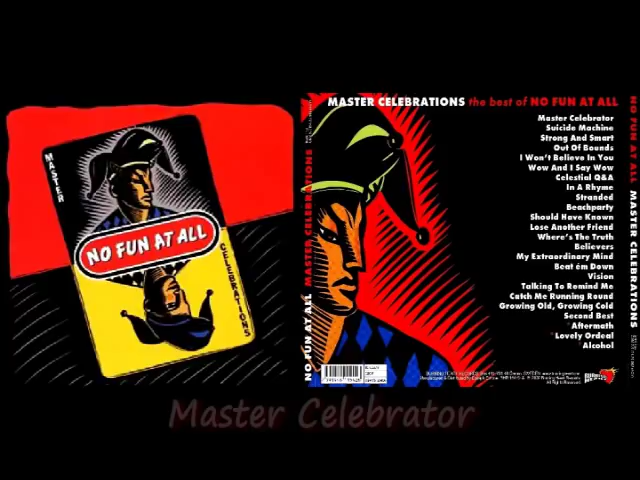 MASTER
NO FUN AT ALL
CELEBRATIONS
NO FUN AT ALL MASTER CELEBRATIONS
MASTER CELEBRATIONS the best of NO FUN AT ALL
Master Celebrator
Suicide Machine
Strong And Smart
Out Of Bounds
I Won't Believe In You
Wow And I Say Wow
Celestial Q&A
In A Rhyme
Stranded
Beachparty
Should Have Known
Lose Another Friend
Where's The Truth
Believers
My Extraordinary Mind
Beat ém Down
Vision
Talking To Remind Me
Catch Me Running Round
Growing Old, Growing Cold
Second Best
*Aftermath
*Lovely Ordeal
*Alcohol
NO FUN AT ALL MASTER CELEBRATIONS
Master Celebrator